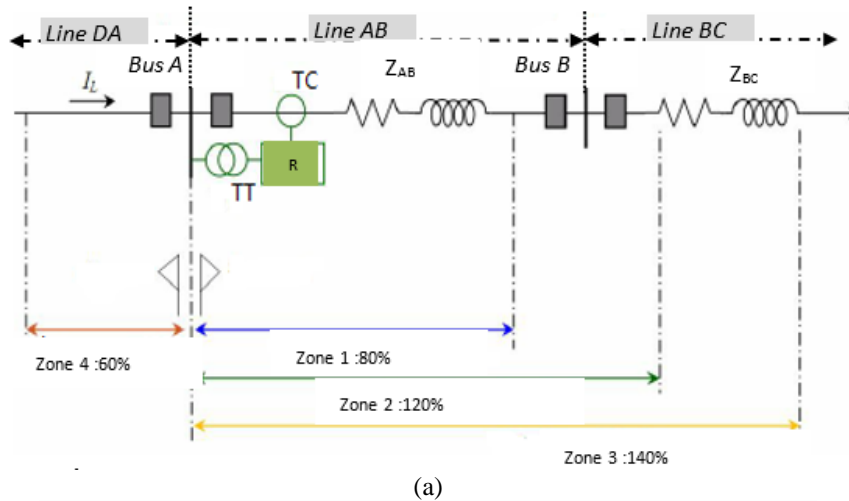 Line DA
Line AB
Line BC
Bus A
TC
Z_AB
Bus B
Z_BC
I_L
R
TT
Zone 4 :60%
Zone 1 :80%
Zone 2 :120%
Zone 3 :140%
(a)